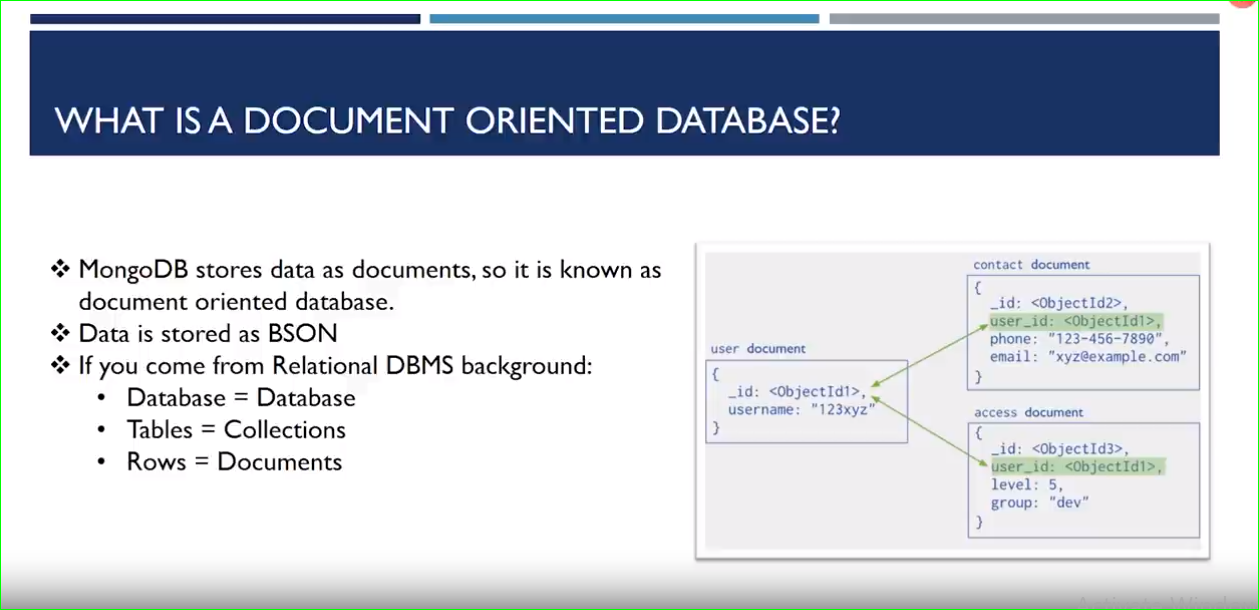 WHAT IS A DOCUMENT ORIENTED DATABASE?
❖ MongoDB stores data as documents, so it is known as
document oriented database.
❖ Data is stored as BSON
❖ If you come from Relational DBMS background:
• Database = Database
• Tables = Collections
• Rows = Documents
user document
{
_id: <ObjectId1>,
username: "123xyz"
}
contact document
{
_id: <ObjectId2>,
user_id: <ObjectId1>,
phone: "123-456-7890",
email: "xyz@example.com"
}
access document
{
_id: <ObjectId3>,
user_id: <ObjectId1>,
level: 5,
group: "dev"
}